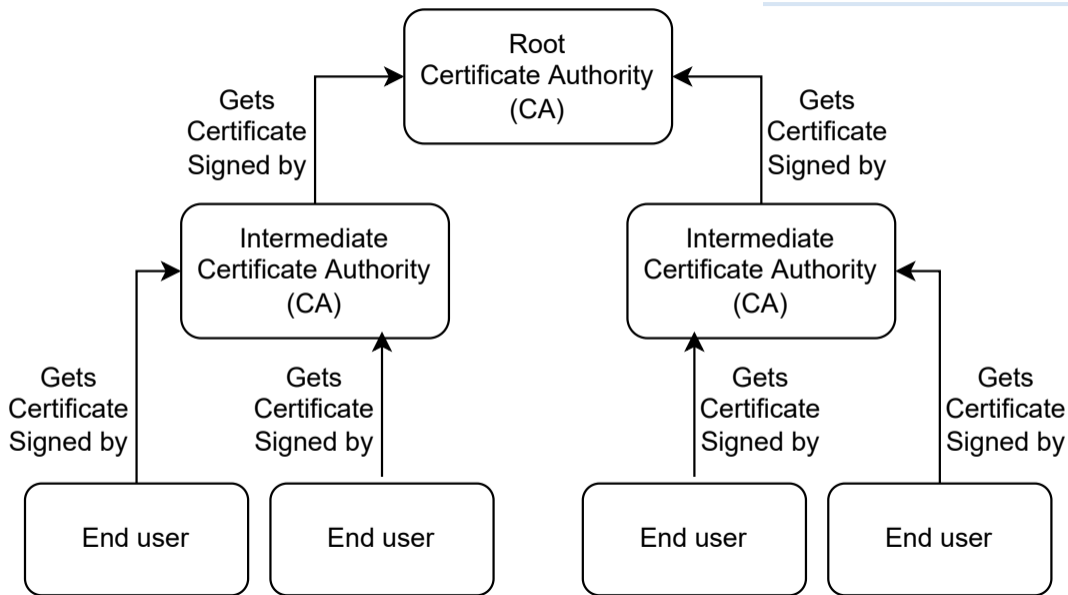 Root
Certificate Authority
(CA)
Gets
Certificate
Signed by
Gets
Certificate
Signed by
Intermediate
Certificate Authority
(CA)
Intermediate
Certificate Authority
(CA)
Gets
Certificate
Signed by
Gets
Certificate
Signed by
Gets
Certificate
Signed by
Gets
Certificate
Signed by
End user
End user
End user
End user